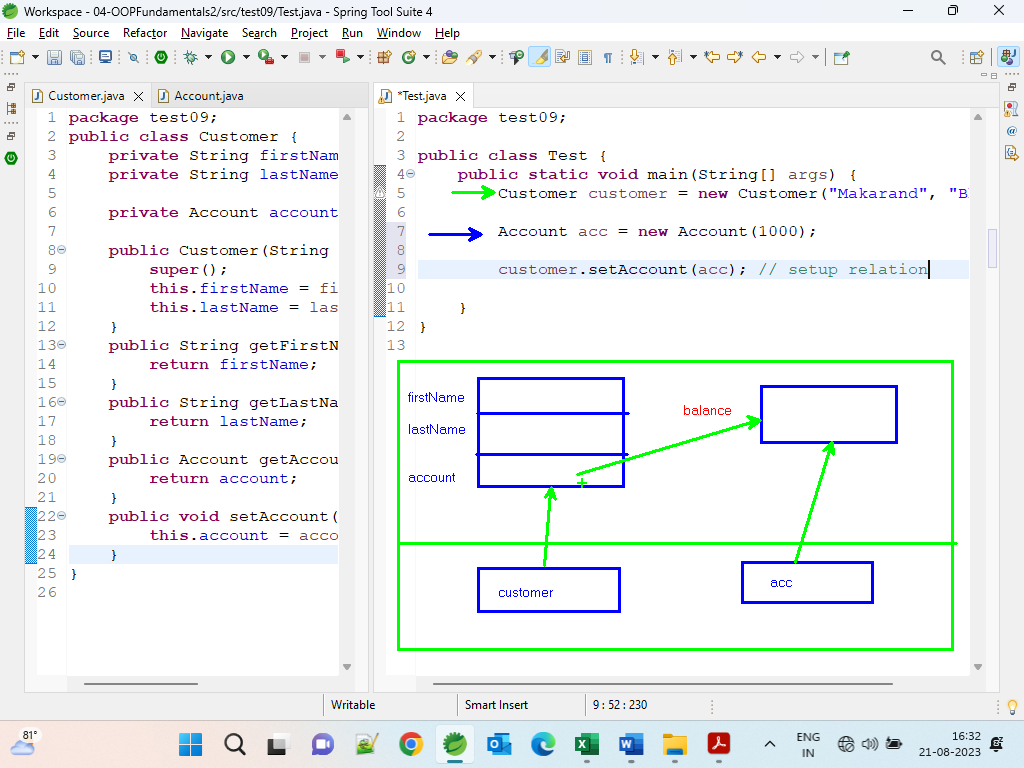 Workspace - 04-OOPFundamentals2/src/test09/Test.java - Spring Tool Suite 4
File Edit Source Refactor Navigate Search Project Run Window Help
Customer.java
Account.java
1 package test09;
2 public class Customer {
3 private String firstNam
4 private String lastName
5
6 private Account account
7
8 public Customer(String
9 super();
10 this.firstName = fi
11 this.lastName = las
12 }
13 public String getFirstN
14 return firstName;
15 }
16 public String getLastNa
17 return lastName;
18 }
19 public Account getAccou
20 return account;
21 }
22 public void setAccount(
23 this.account = acco
24 }
25 }
26
*Test.java
1 package test09;
2
3 public class Test {
4 public static void main(String[] args) {
5 Customer customer = new Customer("Makarand", "B
6
7 Account acc = new Account(1000);
8
9 customer.setAccount(acc); // setup relation
10
11 }
12 }
13
firstName
lastName
account
balance
customer
acc
Writable
Smart Insert
9 : 52 : 230
81°
ENG
IN
16:32
21-08-2023